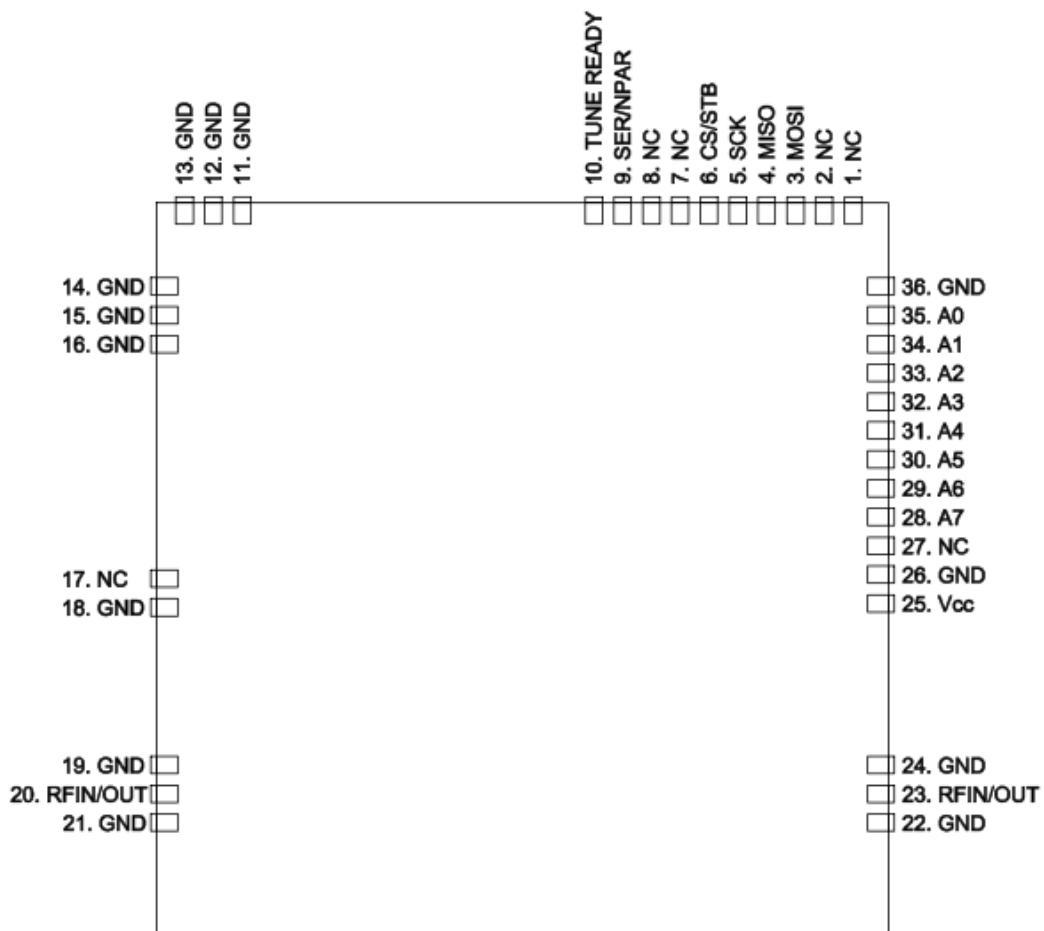 13. GND
12. GND
11. GND
10. TUNE READY
9. SER/NPAR
8. NC
7. NC
6. CS/STB
5. SCK
4. MISO
3. MOSI
2. NC
1. NC
14. GND
15. GND
16. GND
17. NC
18. GND
19. GND
20. RFIN/OUT
21. GND
36. GND
35. A0
34. A1
33. A2
32. A3
31. A4
30. A5
29. A6
28. A7
27. NC
26. GND
25. Vcc
24. GND
23. RFIN/OUT
22. GND